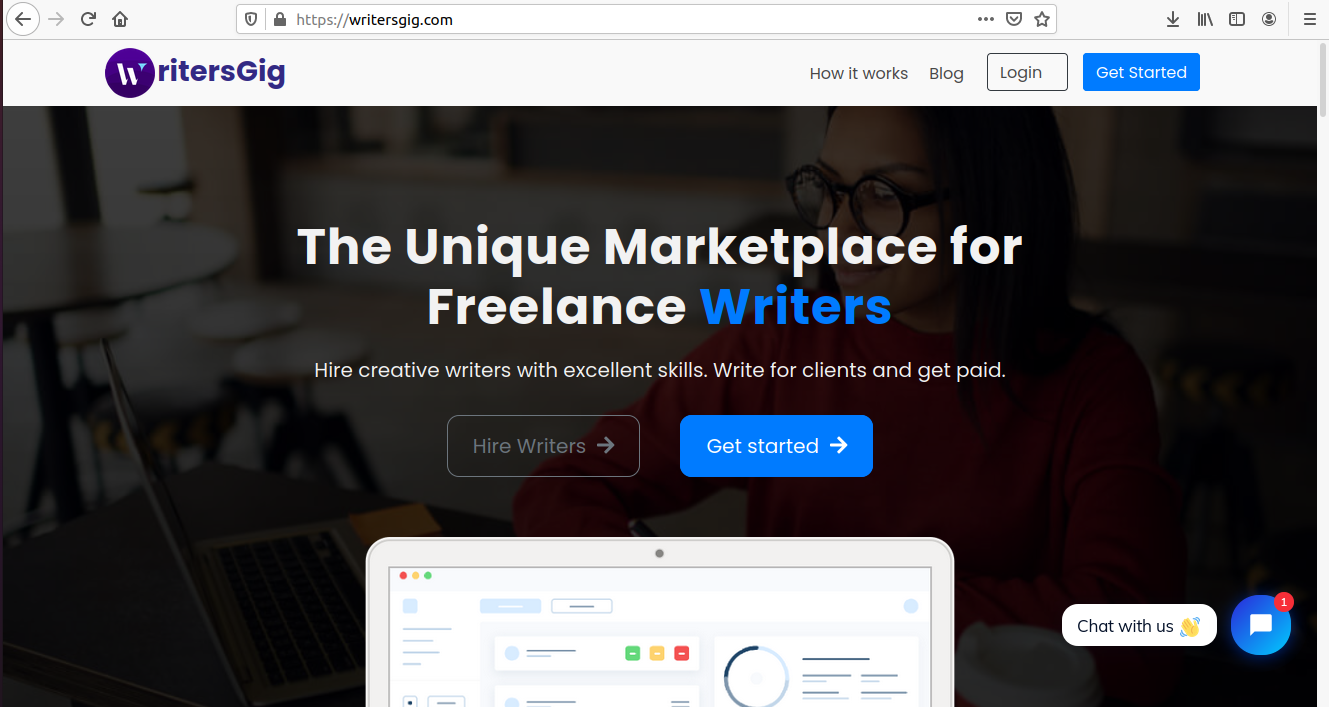 https://writersgig.com
WritersGig
How it works
Blog
Login
Get Started
The Unique Marketplace for
Freelance Writers
Hire creative writers with excellent skills. Write for clients and get paid.
Hire Writers
Get started
Chat with us 👋
1